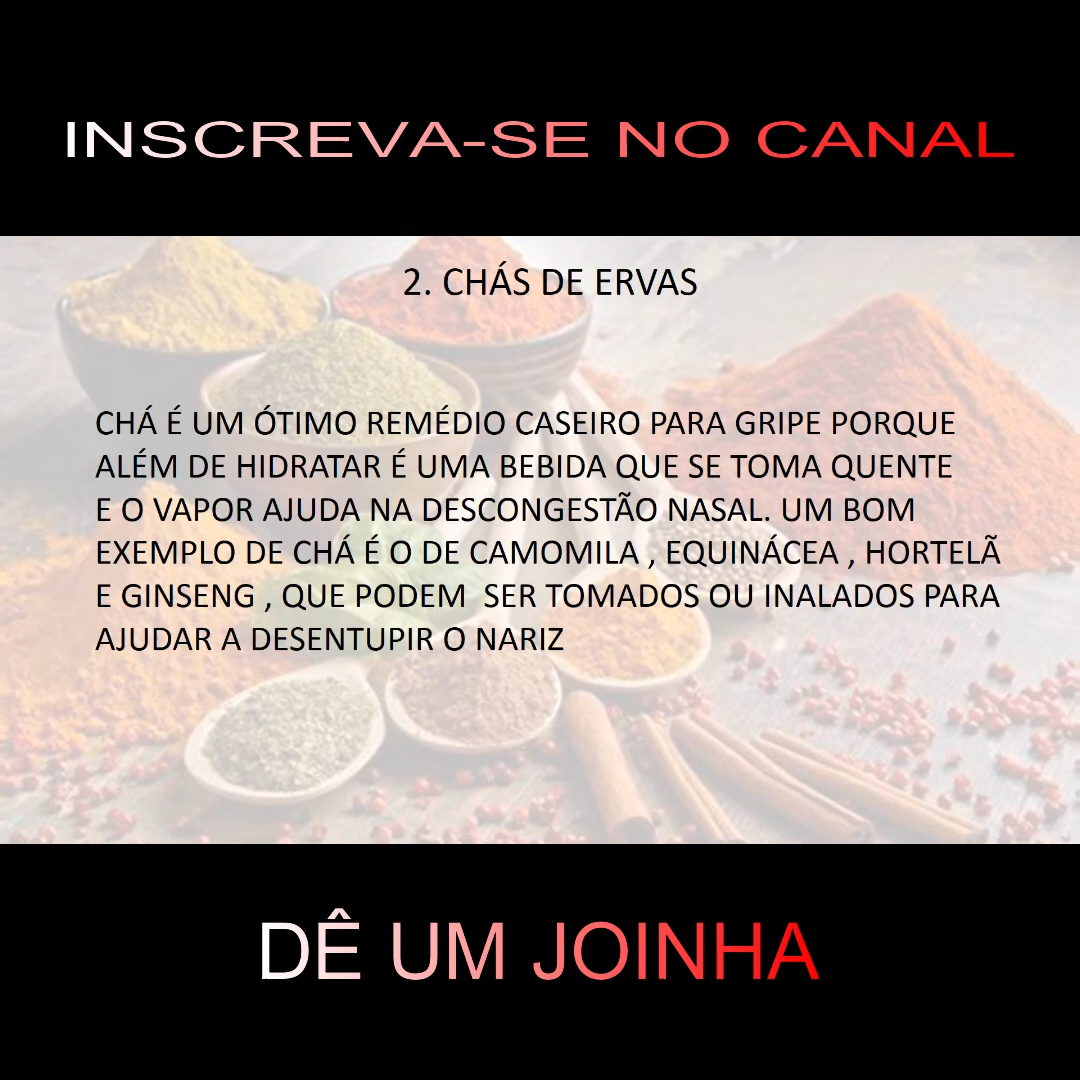 INSCREVA-SE NO CANAL
2. CHÁS DE ERVAS
CHÁ É UM ÓTIMO REMÉDIO CASEIRO PARA GRIPE PORQUE
ALÉM DE HIDRATAR É UMA BEBIDA QUE SE TOMA QUENTE
E O VAPOR AJUDA NA DESCONGESTÃO NASAL. UM BOM
EXEMPLO DE CHÁ É O DE CAMOMILA , EQUINÁCEA , HORTELÃ
E GINSENG , QUE PODEM  SER TOMADOS OU INALADOS PARA
AJUDAR A DESENTUPIR O NARIZ
DÊ UM JOINHA